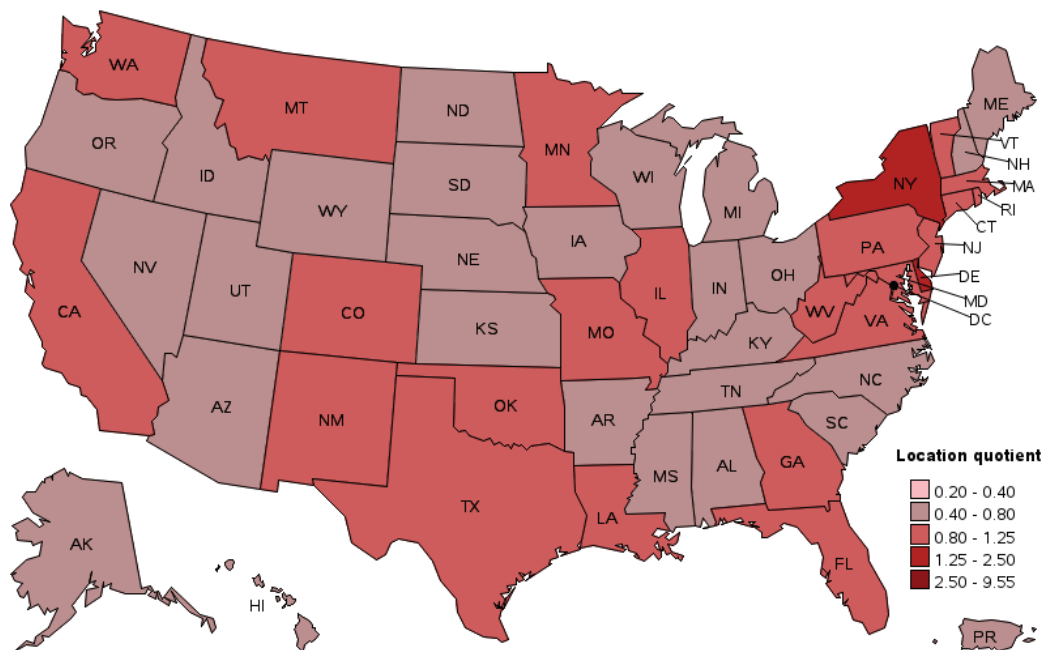 WA
MT
ND
MN
ME
VT
NH
MA
RI
CT
OR
ID
SD
WI
MI
NY
WY
IA
PA
NJ
NV
UT
NE
IL
IN
OH
DE
MD
DC
CA
CO
KS
MO
WV
VA
KY
AZ
NM
OK
AR
TN
NC
SC
TX
LA
MS
AL
GA
FL
AK
HI
PR
Location quotient
0.20 - 0.40
0.40 - 0.80
0.80 - 1.25
1.25 - 2.50
2.50 - 9.55